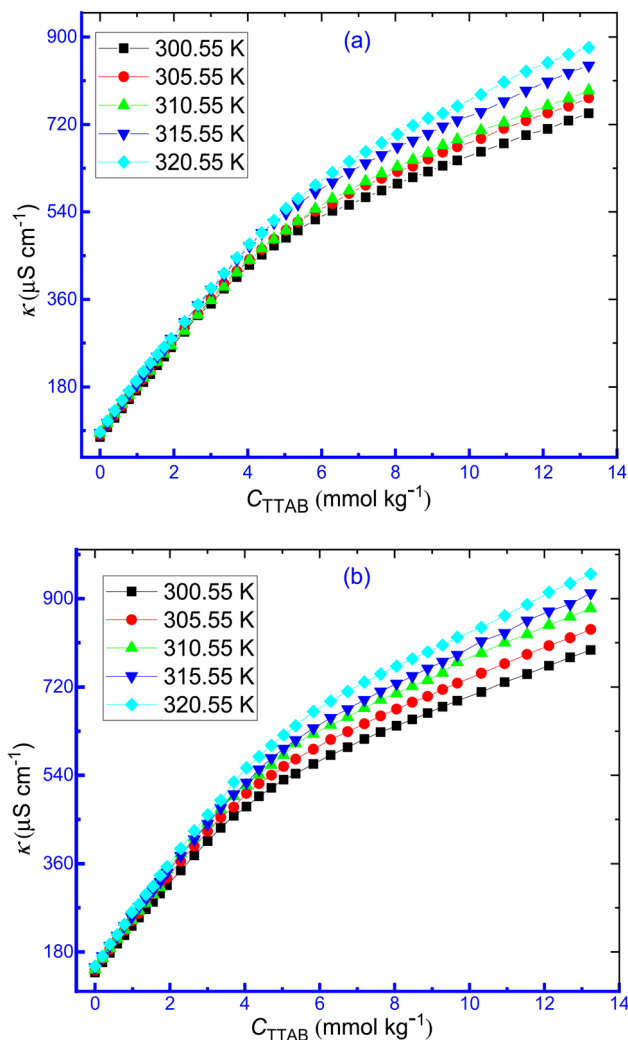 (a)
300.55 K
305.55 K
310.55 K
315.55 K
320.55 K
900
720
540
360
180
κ (μS cm⁻¹)
0 2 4 6 8 10 12 14
C_TTAB (mmol kg⁻¹)
(b)
300.55 K
305.55 K
310.55 K
315.55 K
320.55 K
900
720
540
360
180
κ (μS cm⁻¹)
0 2 4 6 8 10 12 14
C_TTAB (mmol kg⁻¹)